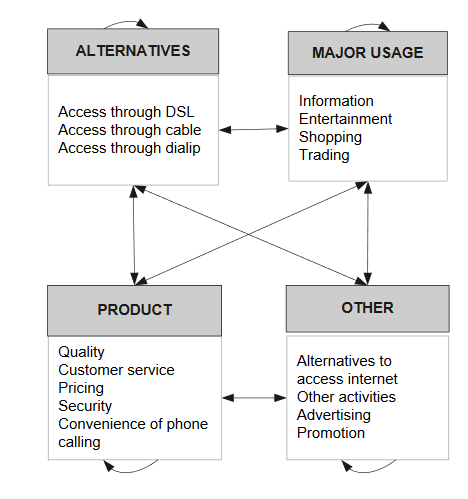 ALTERNATIVES
Access through DSL
Access through cable
Access through dialip
MAJOR USAGE
Information
Entertainment
Shopping
Trading
PRODUCT
Quality
Customer service
Pricing
Security
Convenience of phone
calling
OTHER
Alternatives to
access internet
Other activities
Advertising
Promotion